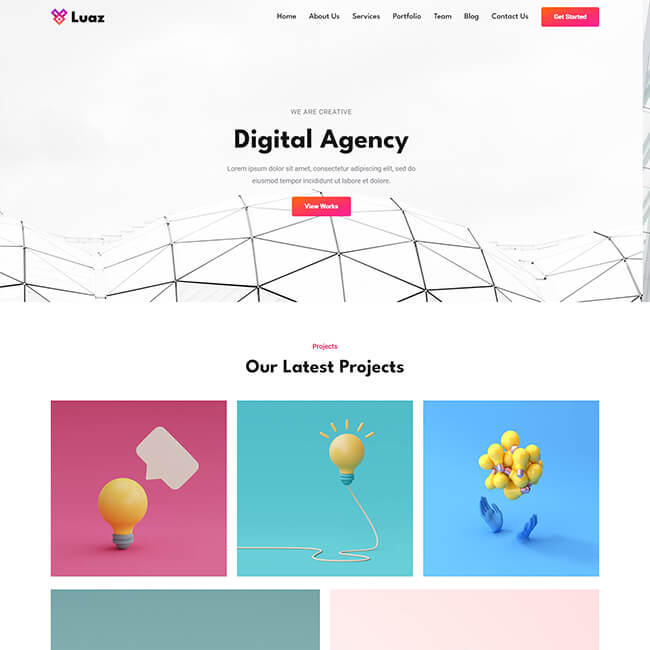 Luaz
Home About Us Services Portfolio Team Blog Contact Us Get Started
WE ARE CREATIVE
Digital Agency
Lorem ipsum dolor sit amet, consectetur adipiscing elit, sed do
eiusmod tempor incididunt ut labore et dolore.
View Works
Projects
Our Latest Projects